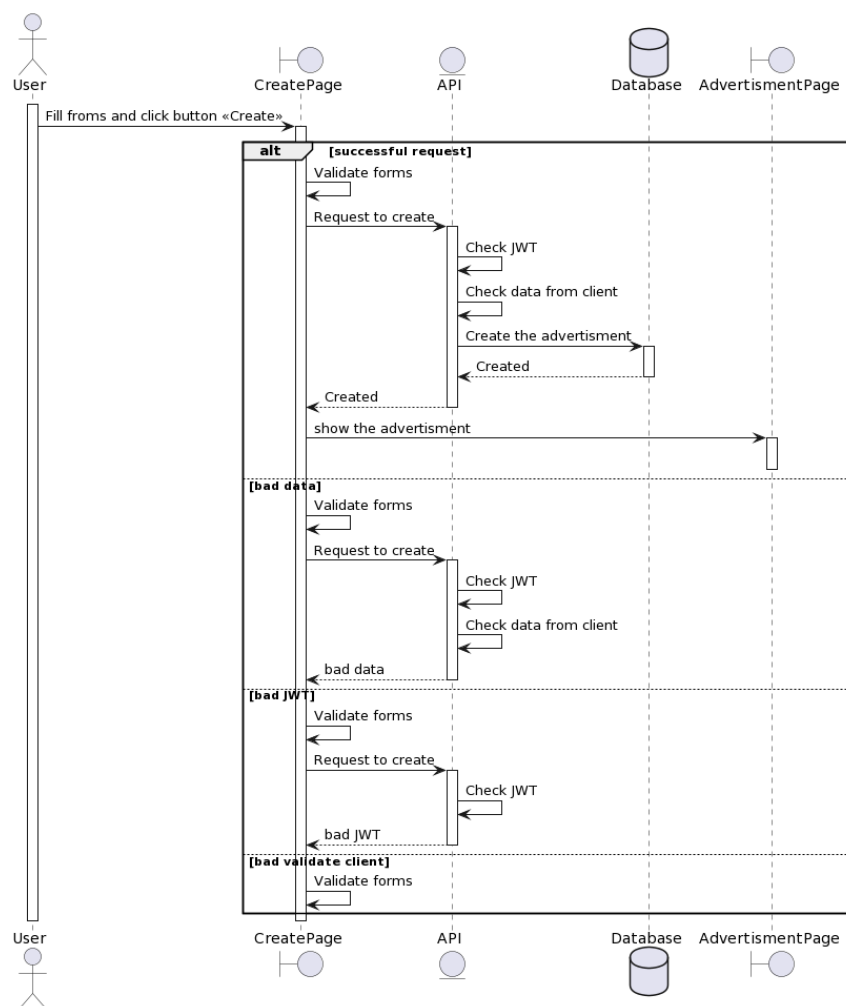 User
CreatePage
API
Database
AdvertismentPage
Fill froms and click button «Create»
alt
[successful request]
Validate forms
Request to create
Check JWT
Check data from client
Create the advertisment
Created
Created
show the advertisment
[bad data]
Validate forms
Request to create
Check JWT
Check data from client
bad data
[bad JWT]
Validate forms
Request to create
Check JWT
bad JWT
[bad validate client]
Validate forms
User
CreatePage
API
Database
AdvertismentPage